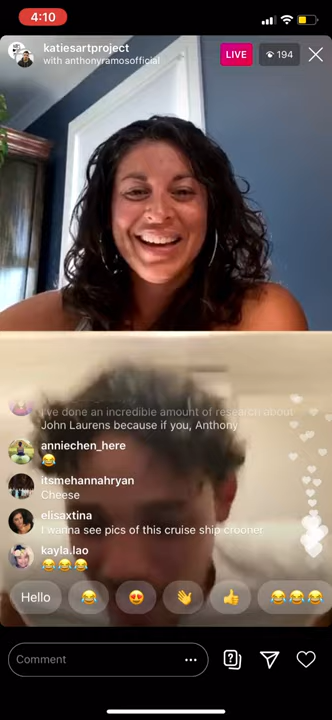 4:10
katiesartproject
with anthonyramosofficial
LIVE
194
I've done an incredible amount of research about
John Laurens because if you, Anthony
anniechen_here
😂
itsmehannahryan
Cheese
elisaxtina
I wanna see pics of this cruise ship crooner
kayla.lao
😂😂😂
Hello 😂 😍 👋 👍 😂😂😂
Comment